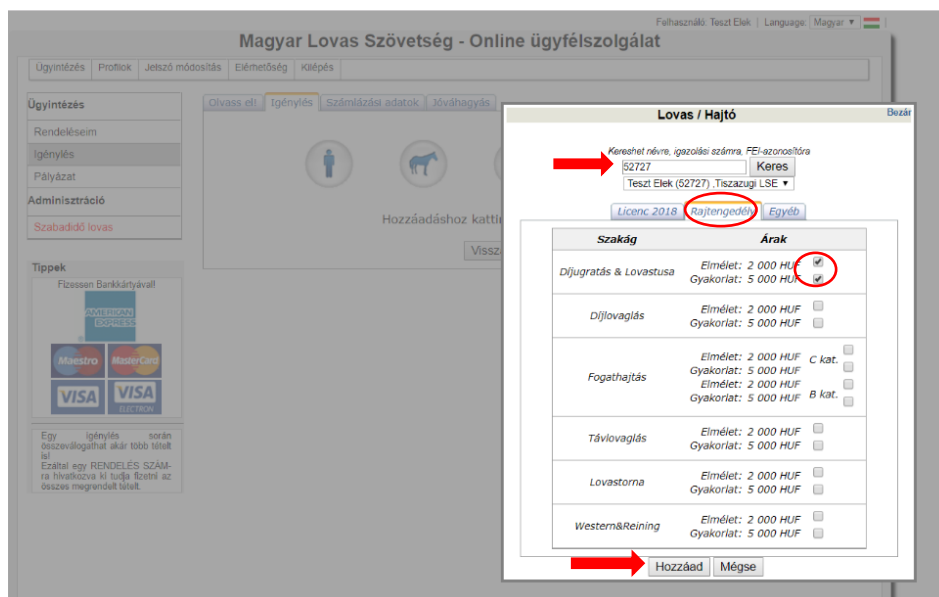 Felhasználó: Teszt Elek | Language: Magyar ▼ |
Magyar Lovas Szövetség - Online ügyfélszolgálat
Ügyintézés Profilok Jelszó módosítás Elérhetőség Kilépés
Ügyintézés
Rendeléseim
Igénylés
Pályázat
Adminisztráció
Szabadidő lovas
Olvass el! Igénylés Számlázási adatok Jóváhagyás
Hozzáadáshoz kattin
Vissz
Tippek
Fizessen Bankkártyával!
AMERICAN
EXPRESS
Maestro MasterCard
VISA VISA
ELECTRON
Egy igénylés során
összeválogathat akár több tételt
is!
Ezáltal egy RENDELÉS SZÁM-
ra hivatkozva ki tudja fizetni az
összes megrendelt tételt.
Lovas / Hajtó
Bezár
Kereshet névre, igazolási számra, FEI-azonosítóra
52727 Keres
Teszt Elek (52727) ,Tiszazugi LSE ▼
Licenc 2018 Rajtengedély Egyéb
Szakág Árak
Díjugratás & Lovastusa
Elmélet: 2 000 HUF
Gyakorlat: 5 000 HUF
Díjlovaglás
Elmélet: 2 000 HUF
Gyakorlat: 5 000 HUF
Fogathajtás
Elmélet: 2 000 HUF C kat.
Gyakorlat: 5 000 HUF
Elmélet: 2 000 HUF
Gyakorlat: 5 000 HUF B kat.
Távlovaglás
Elmélet: 2 000 HUF
Gyakorlat: 5 000 HUF
Lovastorna
Elmélet: 2 000 HUF
Gyakorlat: 5 000 HUF
Western&Reining
Elmélet: 2 000 HUF
Gyakorlat: 5 000 HUF
Hozzáad Mégse